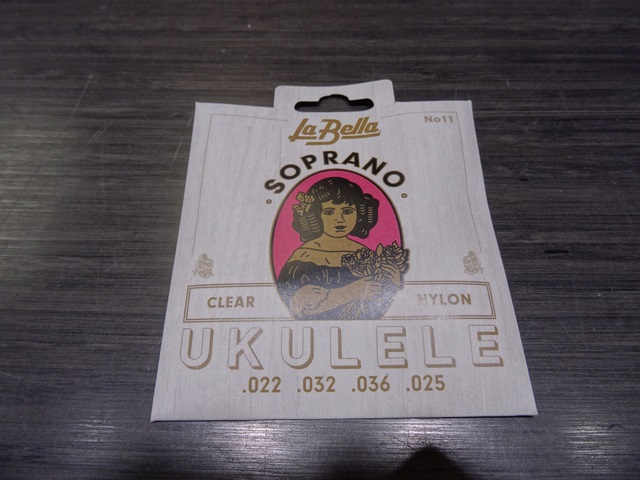 La Bella
No11
SOPRANO
CLEAR NYLON
UKULELE
.022 .032 .036 .025